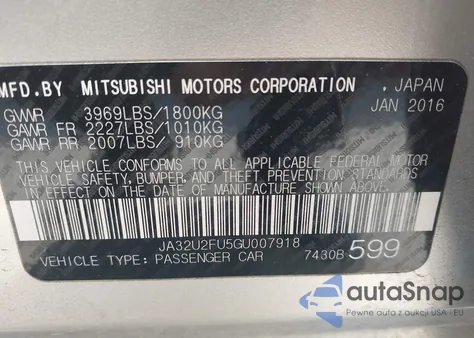 MFD.BY MITSUBISHI MOTORS CORPORATION , JAPAN
JAN 2016
GVWR 3969LBS/1800KG
GAWR FR 2227LBS/1010KG
GAWR RR 2007LBS/ 910KG
THIS VEHICLE CONFORMS TO ALL APPLICABLE FEDERAL MOTOR
VEHICLE SAFETY, BUMPER, AND THEFT PREVENTION STANDARDS
IN EFFECT ON THE DATE OF MANUFACTURE SHOWN ABOVE.
JA32U2FU5GU007918
VEHICLE TYPE: PASSENGER CAR 7430B 599
autoSnap
Pewne auta z aukcji USA i EU